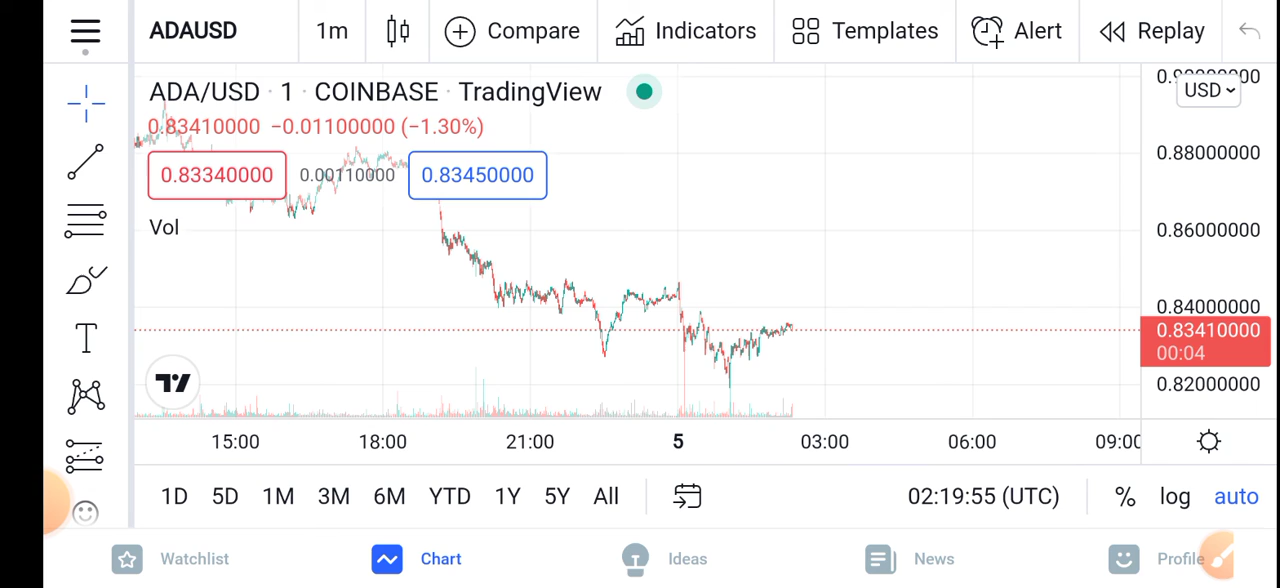 ADAUSD 1m Compare Indicators Templates Alert Replay
ADA/USD · 1 · COINBASE · TradingView
0.83410000 −0.01100000 (−1.30%)
0.83340000 0.00110000 0.83450000
Vol
USD
0.88000000
0.86000000
0.84000000
0.83410000
00:04
0.82000000
15:00 18:00 21:00 5 03:00 06:00
1D 5D 1M 3M 6M YTD 1Y 5Y All 02:19:55 (UTC) % log auto
Watchlist Chart Ideas News Profile